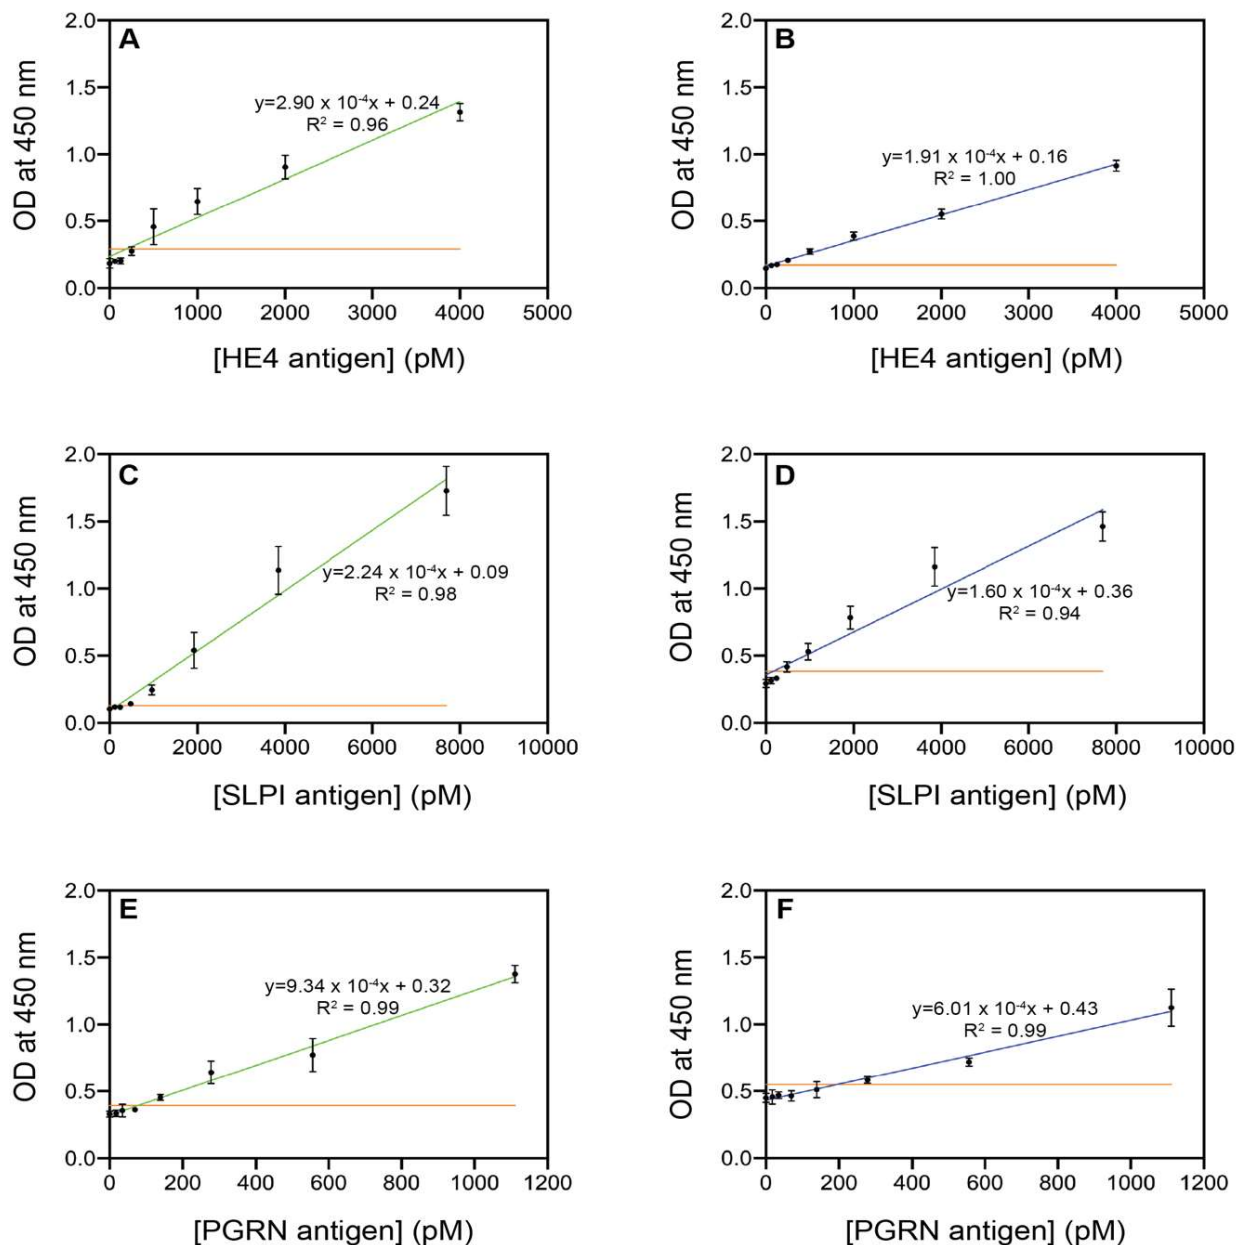 A
B
2.0
1.5
1.0
0.5
0.0
OD at 450 nm
y=2.90 x 10⁻⁴x + 0.24
R² = 0.96
0 1000 2000 3000 4000 5000
[HE4 antigen] (pM)
2.0
1.5
1.0
0.5
0.0
OD at 450 nm
y=1.91 x 10⁻⁴x + 0.16
R² = 1.00
0 1000 2000 3000 4000 5000
[HE4 antigen] (pM)
C
2.0
1.5
1.0
0.5
0.0
OD at 450 nm
y=2.24 x 10⁻⁴x + 0.09
R² = 0.98
0 2000 4000 6000 8000 10000
[SLPI antigen] (pM)
D
2.0
1.5
1.0
0.5
0.0
OD at 450 nm
y=1.60 x 10⁻⁴x + 0.36
R² = 0.94
0 2000 4000 6000 8000 10000
[SLPI antigen] (pM)
E
2.0
1.5
1.0
0.5
0.0
OD at 450 nm
y=9.34 x 10⁻⁴x + 0.32
R² = 0.99
0 200 400 600 800 1000 1200
[PGRN antigen] (pM)
F
2.0
1.5
1.0
0.5
0.0
OD at 450 nm
y=6.01 x 10⁻⁴x + 0.43
R² = 0.99
0 200 400 600 800 1000 1200
[PGRN antigen] (pM)